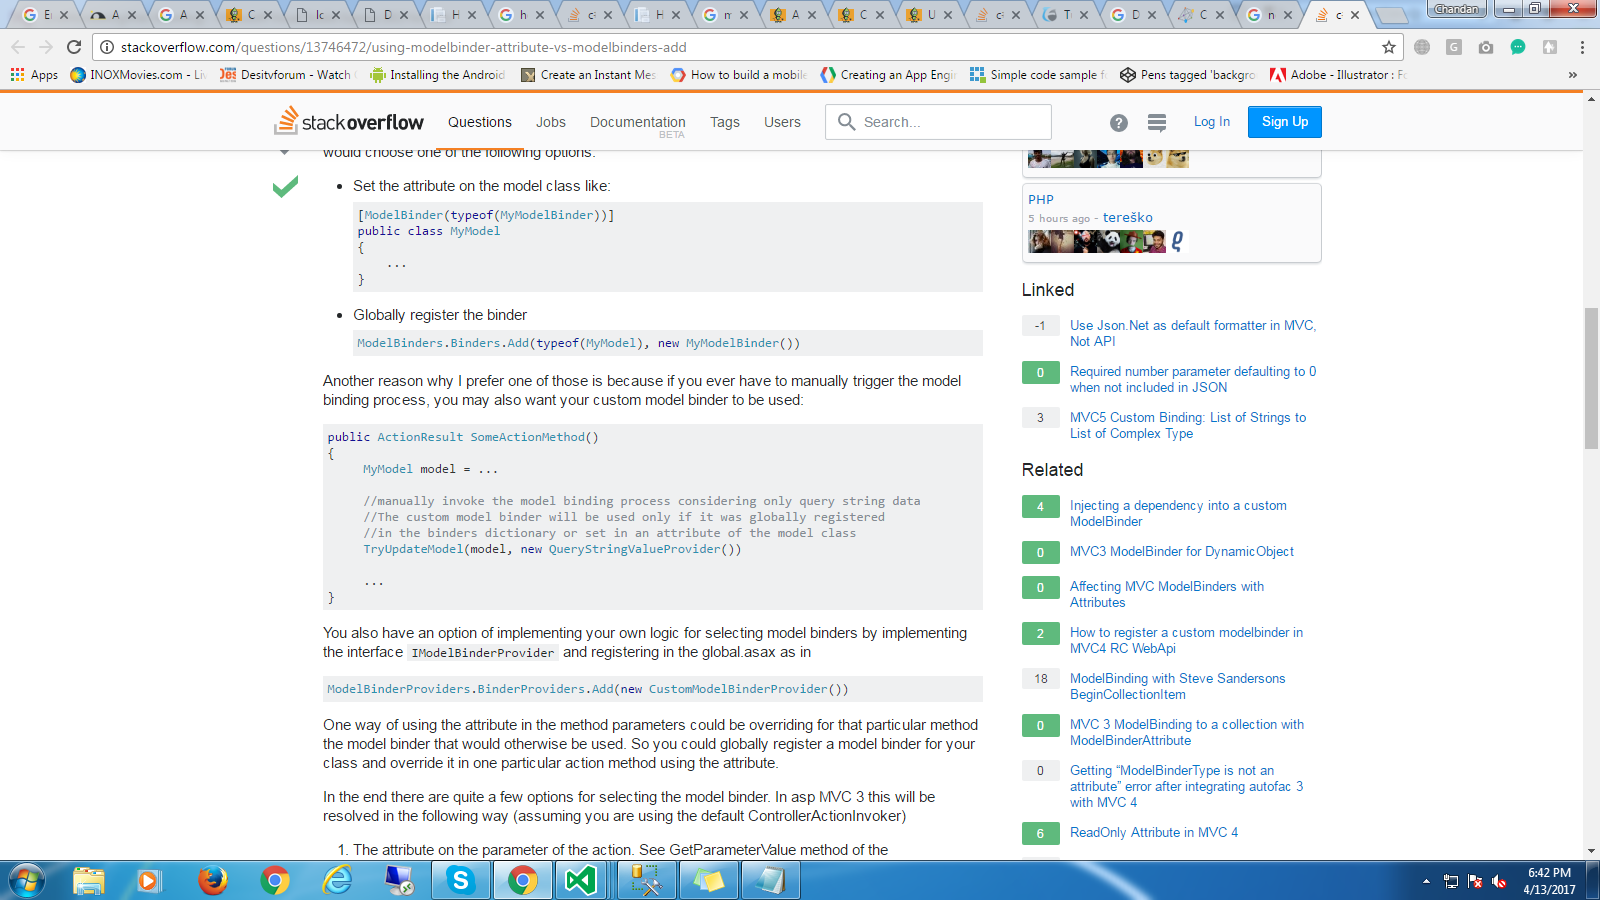 Chandan
stackoverflow.com/questions/13746472/using-modelbinder-attribute-vs-modelbinders-add
Apps
INOXMovies.com - Liv
Desitvforum - Watch
Installing the Android
Create an Instant Mes
How to build a mobile
Creating an App Engin
Simple code sample f
Pens tagged 'backgro
Adobe - Illustrator : Fo
stackoverflow
Questions
Jobs
Documentation
BETA
Tags
Users
Search...
Log In
Sign Up
would choose one of the following options.
Set the attribute on the model class like:
[ModelBinder(typeof(MyModelBinder))]
public class MyModel
{
...
}
Globally register the binder
ModelBinders.Binders.Add(typeof(MyModel), new MyModelBinder())
Another reason why I prefer one of those is because if you ever have to manually trigger the model
binding process, you may also want your custom model binder to be used:
public ActionResult SomeActionMethod()
{
MyModel model = ...
//manually invoke the model binding process considering only query string data
//The custom model binder will be used only if it was globally registered
//in the binders dictionary or set in an attribute of the model class
TryUpdateModel(model, new QueryStringValueProvider())
...
}
You also have an option of implementing your own logic for selecting model binders by implementing
the interface IModelBinderProvider and registering in the global.asax as in
ModelBinderProviders.BinderProviders.Add(new CustomModelBinderProvider())
One way of using the attribute in the method parameters could be overriding for that particular method
the model binder that would otherwise be used. So you could globally register a model binder for your
class and override it in one particular action method using the attribute.
In the end there are quite a few options for selecting the model binder. In asp MVC 3 this will be
resolved in the following way (assuming you are using the default ControllerActionInvoker)
1. The attribute on the parameter of the action. See GetParameterValue method of the
PHP
5 hours ago - tereško
Linked
-1 Use Json.Net as default formatter in MVC,
Not API
0 Required number parameter defaulting to 0
when not included in JSON
3 MVC5 Custom Binding: List of Strings to
List of Complex Type
Related
4 Injecting a dependency into a custom
ModelBinder
0 MVC3 ModelBinder for DynamicObject
0 Affecting MVC ModelBinders with
Attributes
2 How to register a custom modelbinder in
MVC4 RC WebApi
18 ModelBinding with Steve Sandersons
BeginCollectionItem
0 MVC 3 ModelBinding to a collection with
ModelBinderAttribute
0 Getting “ModelBinderType is not an
attribute” error after integrating autofac 3
with MVC 4
6 ReadOnly Attribute in MVC 4
6:42 PM
4/13/2017